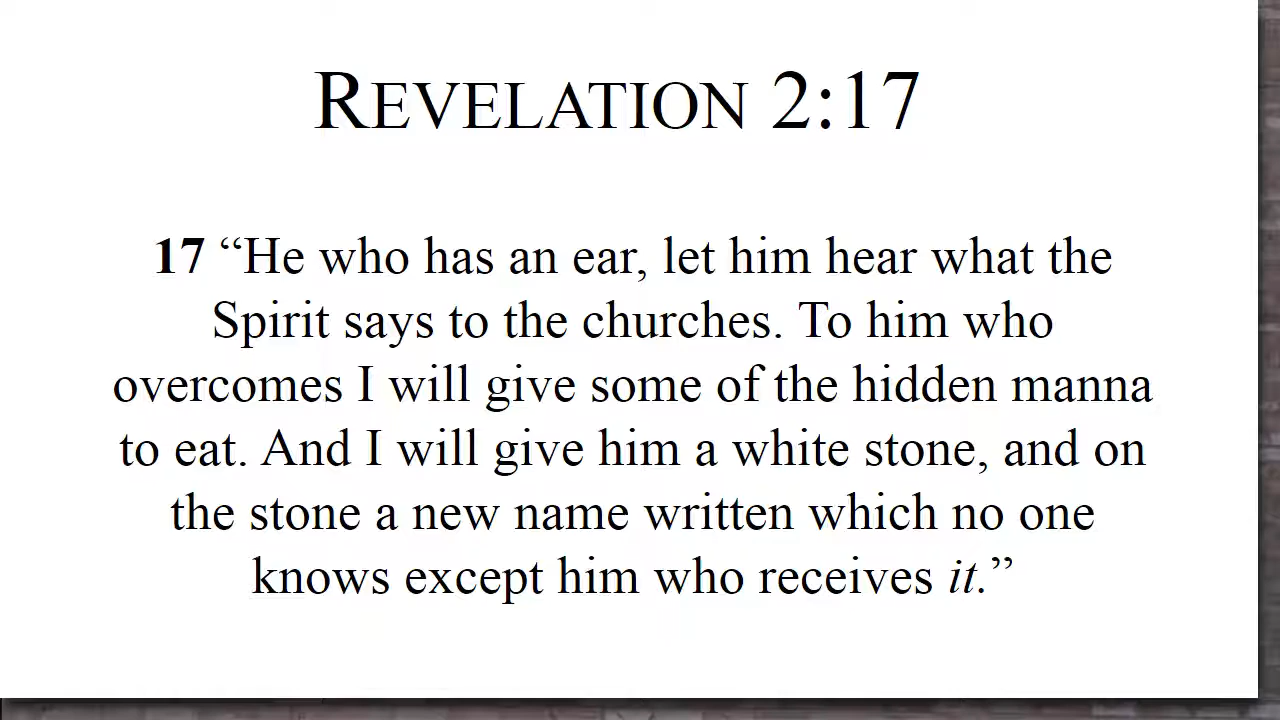 REVELATION 2:17
17 “He who has an ear, let him hear what the
Spirit says to the churches. To him who
overcomes I will give some of the hidden manna
to eat. And I will give him a white stone, and on
the stone a new name written which no one
knows except him who receives it.”